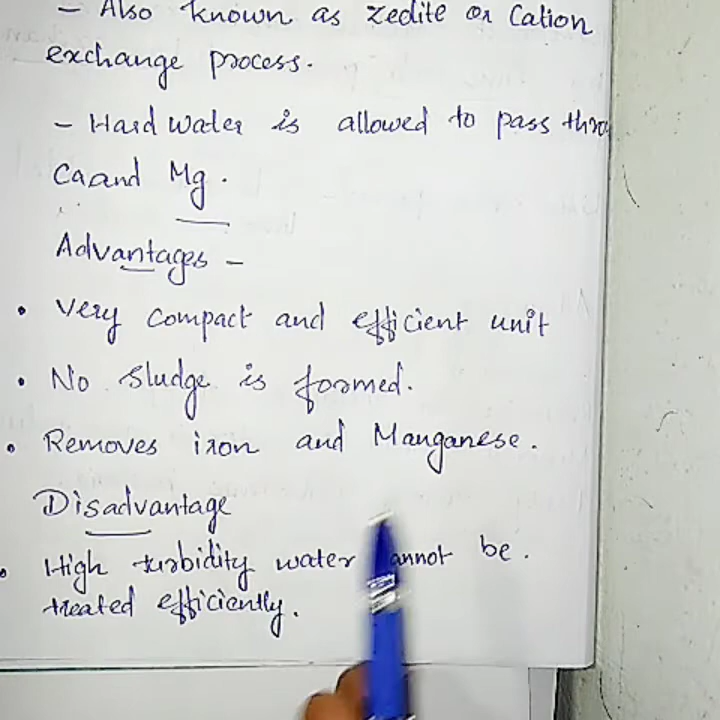 - Also known as zedite or Cation
exchange process.
- Hard water is allowed to pass thro
Ca and Mg.
Advantages -
• Very compact and efficient unit
• No sludge is formed.
• Removes iron and Manganese.
Disadvantage
• High turbidity water cannot be.
treated efficiently.